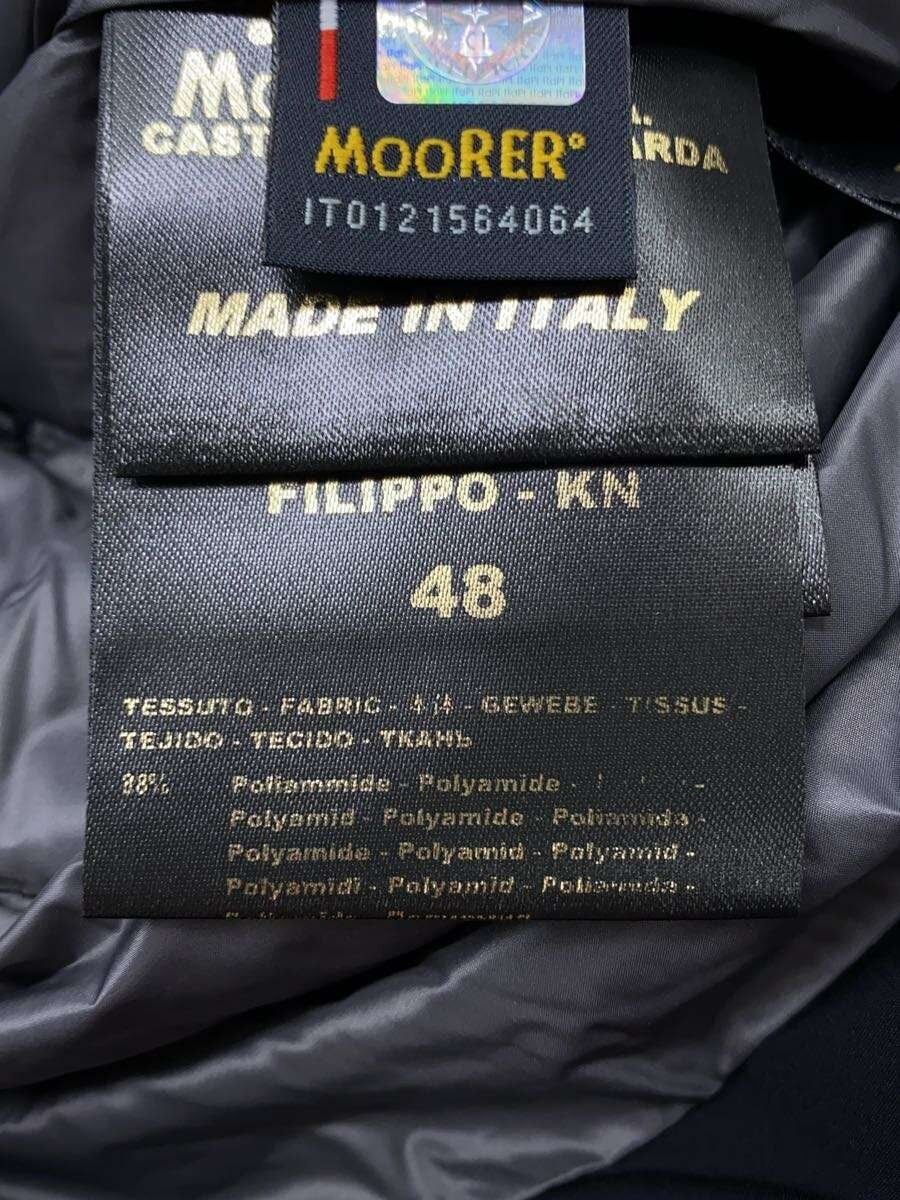 MOORER°
IT0121564064
MADE IN ITALY
FILIPPO - KN
48
TESSUTO - FABRIC - - GEWEBE - TISSUS -
TEJIDO - TECIDO - ТКАНЬ
Poliammide - Polyamide -
Polyamid - Polyamide - Poliamida -
Polyamide - Polyamid - Polyamid -
Polyamidi - Polyamid - Poliamida -